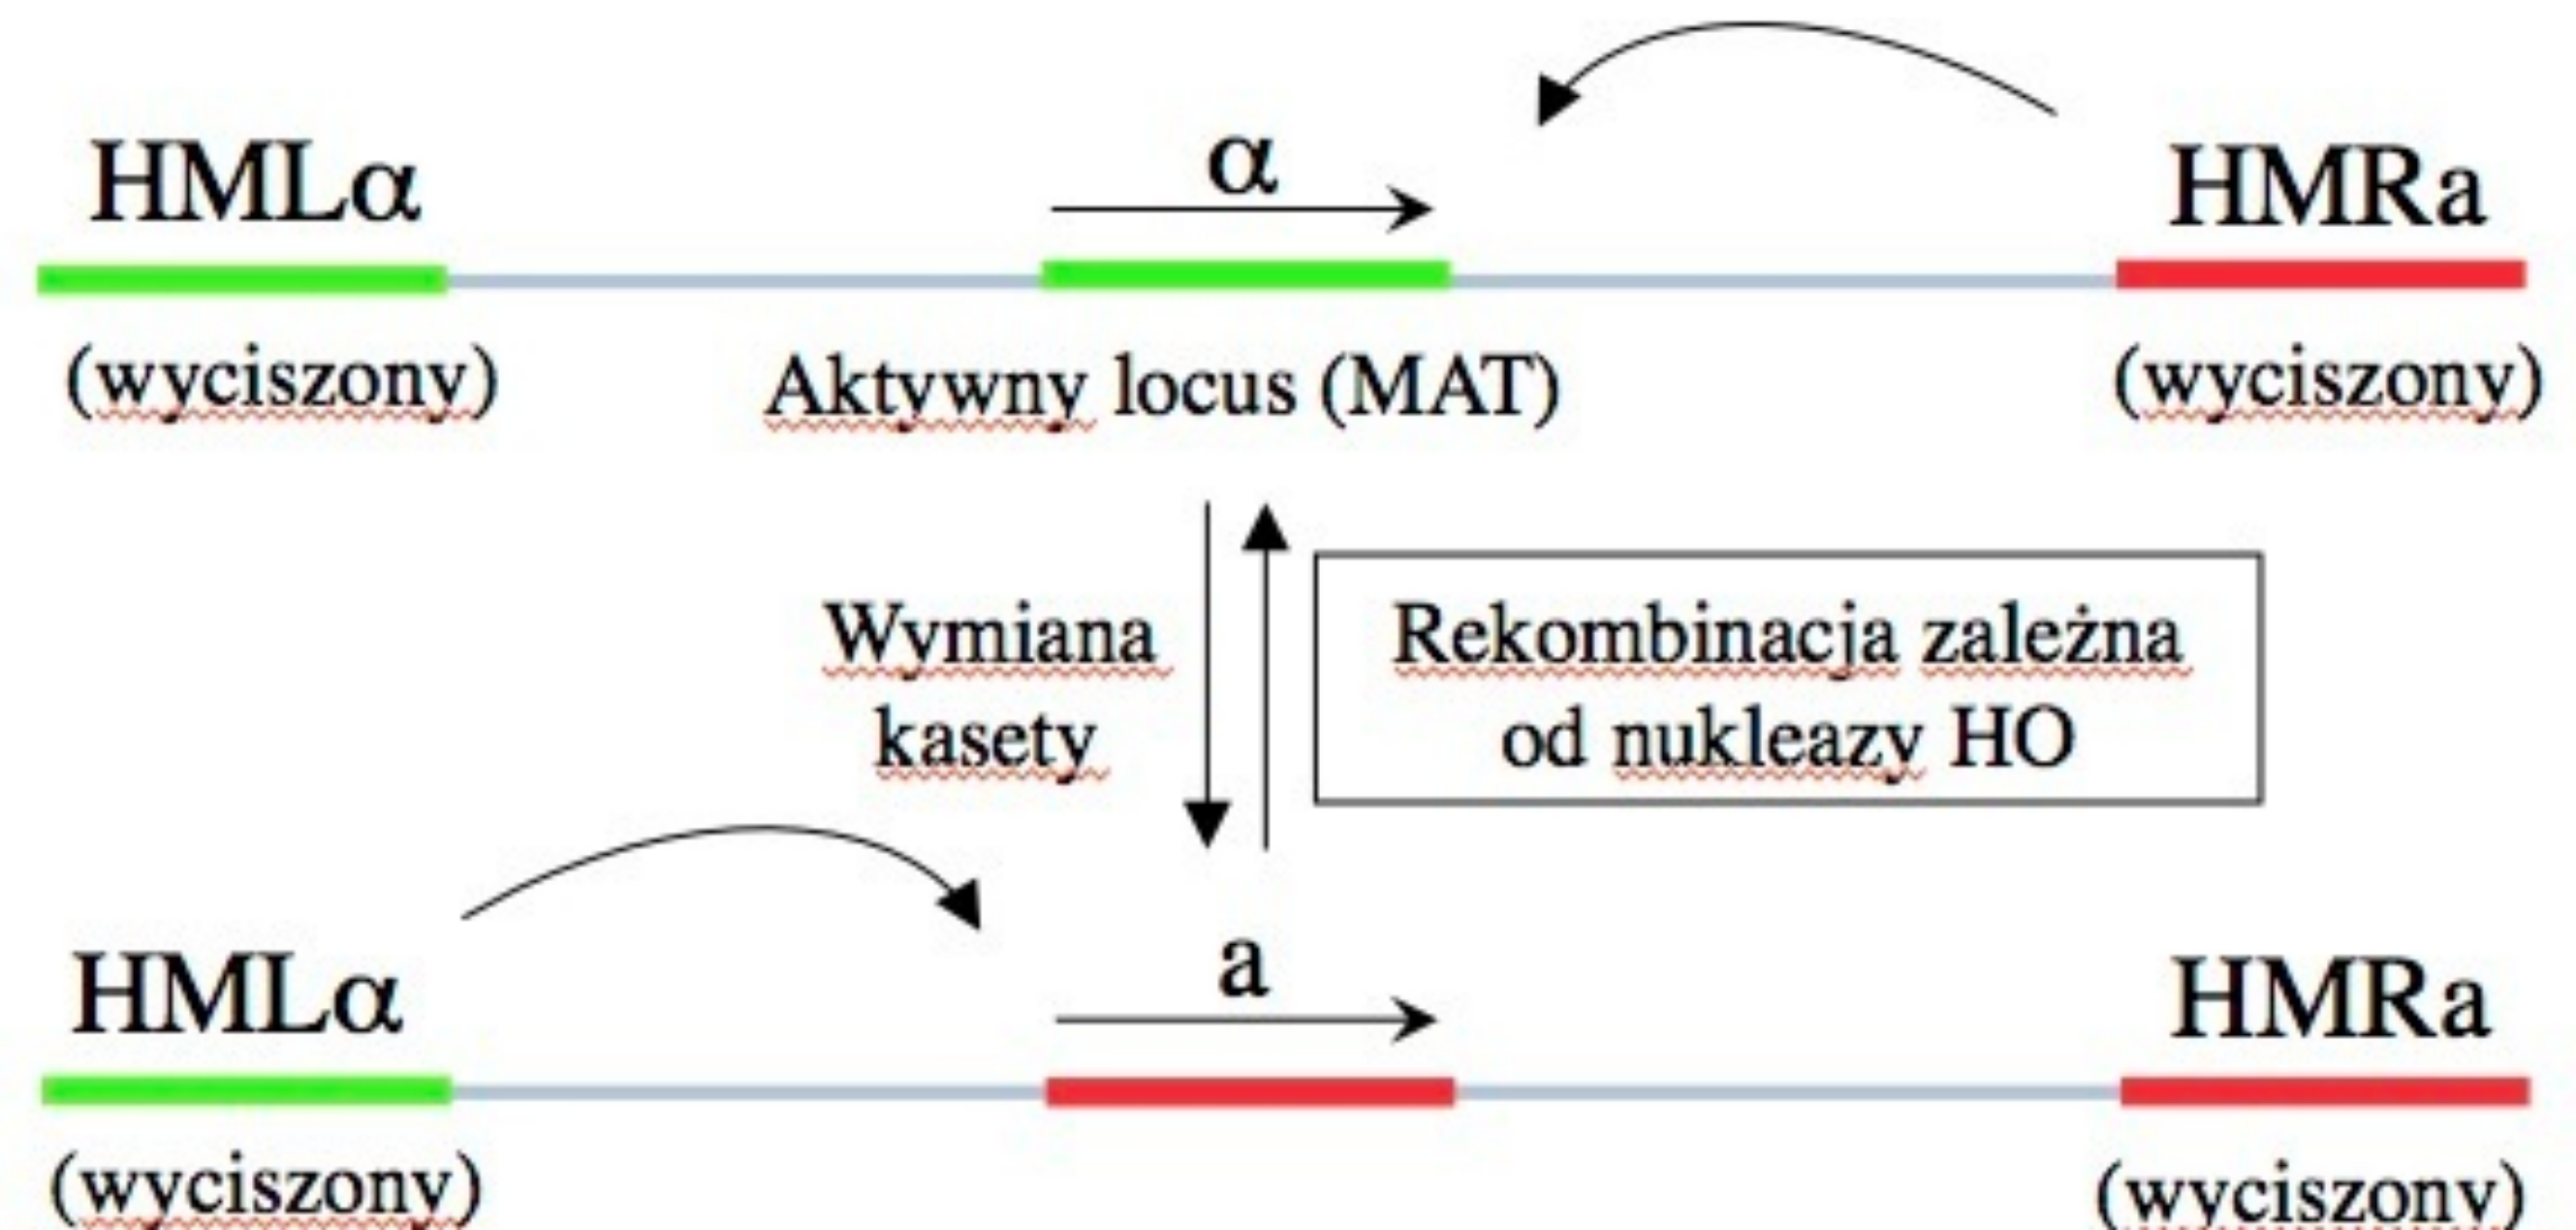 HMLα
α
HMRa
(wyciszony)
Aktywny locus (MAT)
(wyciszony)
Wymiana
kasety
Rekombinacja zależna
od nukleazy HO
HMLα
a
HMRa
(wyciszony)
(wyciszony)